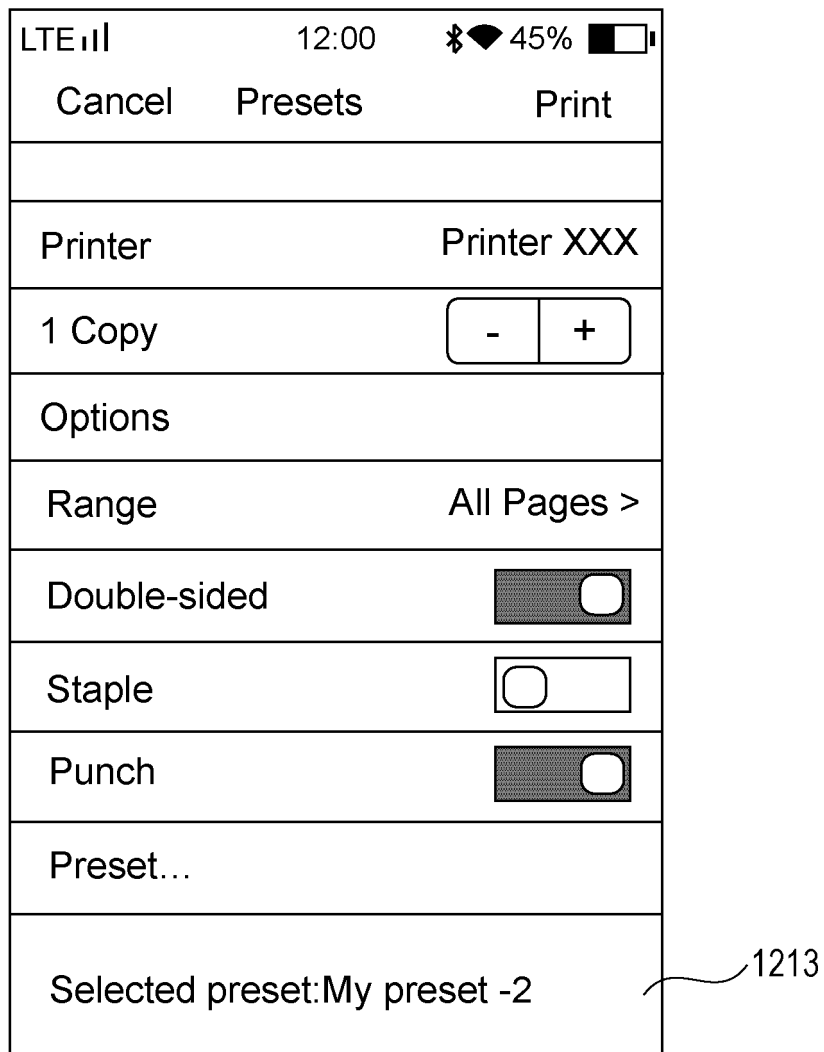 LTE 12:00 45%
Cancel Presets Print
Printer Printer XXX
1 Copy - +
Options
Range All Pages >
Double-sided
Staple
Punch
Preset...
Selected preset:My preset -2
1213